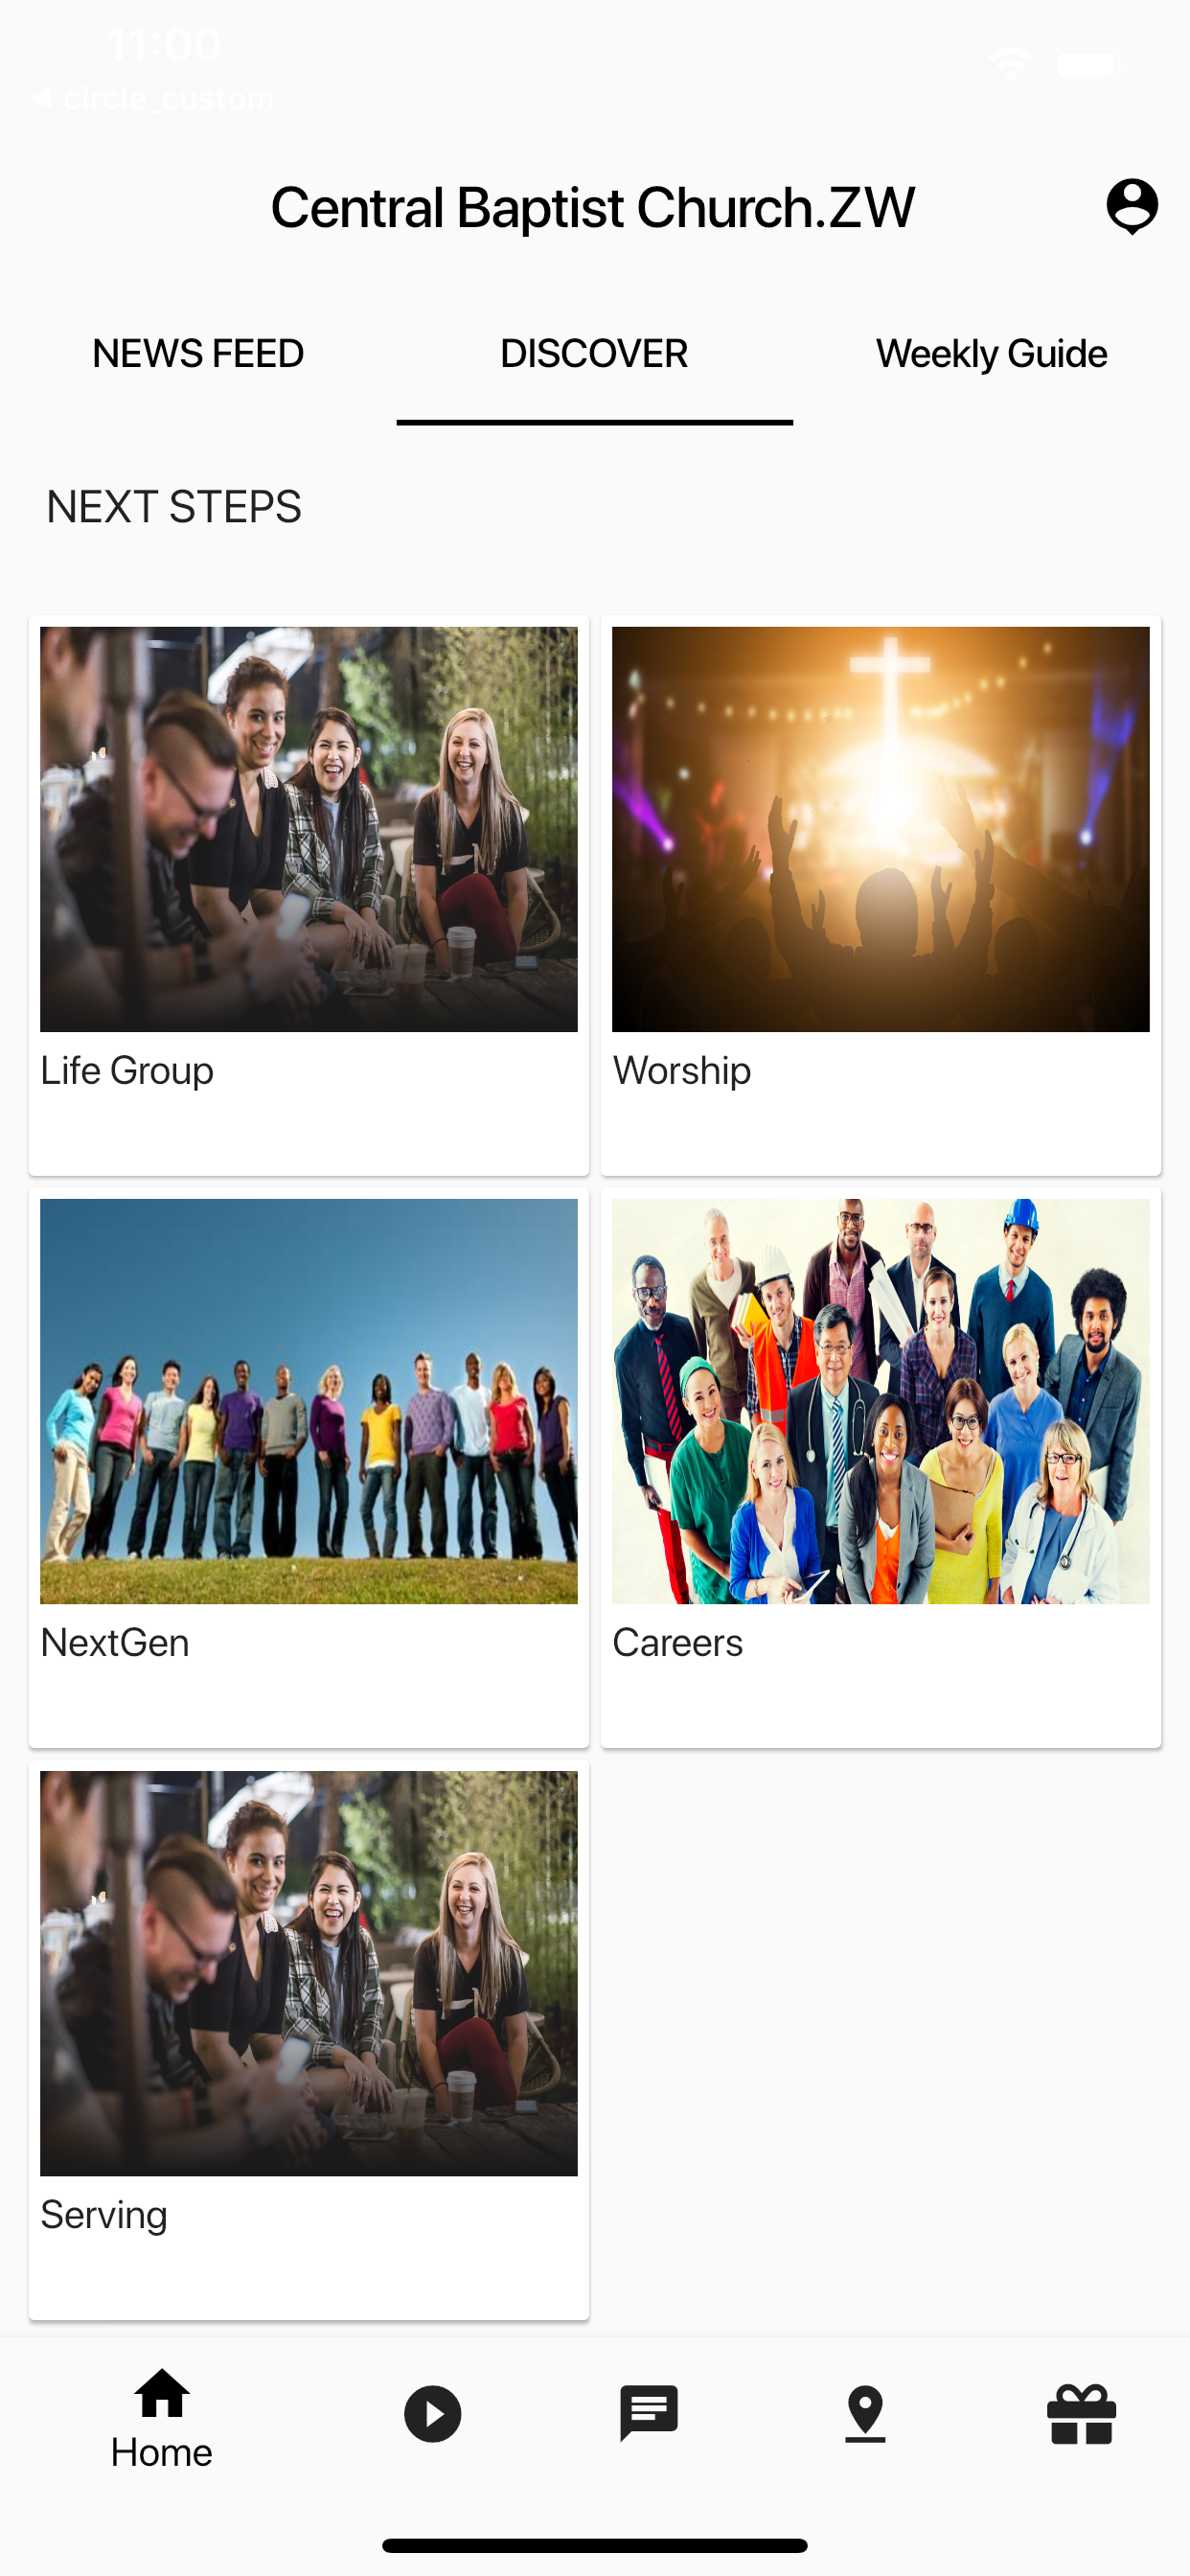 11:00
◀ circle_custom
Central Baptist Church.ZW
NEWS FEED DISCOVER Weekly Guide
NEXT STEPS
Life Group Worship
NextGen Careers
Serving
Home